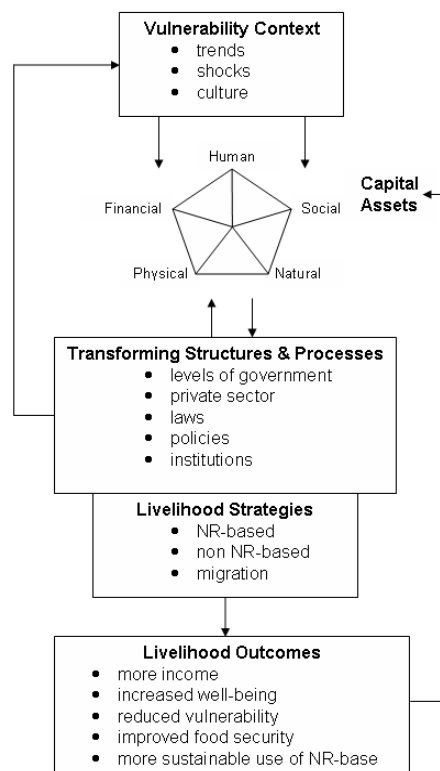 Vulnerability Context
• trends
• shocks
• culture
Human
Capital
Assets
Financial
Social
Physical
Natural
Transforming Structures & Processes
• levels of government
• private sector
• laws
• policies
• institutions
Livelihood Strategies
• NR-based
• non NR-based
• migration
Livelihood Outcomes
• more income
• increased well-being
• reduced vulnerability
• improved food security
• more sustainable use of NR-base